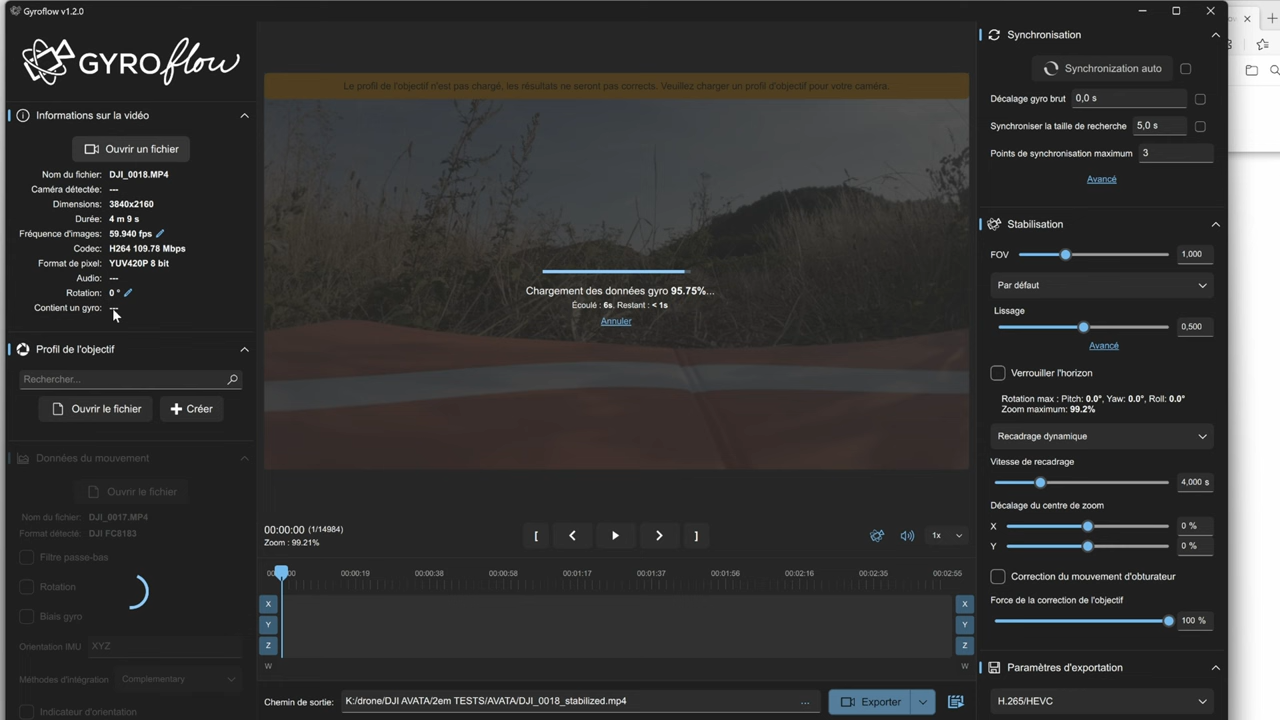 Gyroflow v1.2.0
GYROflow
Informations sur la vidéo
Ouvrir un fichier
Nom du fichier: DJI_0018.MP4
Caméra détectée: ---
Dimensions: 3840x2160
Durée: 4 m 9 s
Fréquence d'images: 59.940 fps
Codec: H264 109.78 Mbps
Format de pixel: YUV420P 8 bit
Audio: ---
Rotation: 0 °
Contient un gyro: ---
Profil de l'objectif
Rechercher...
Ouvrir le fichier
Créer
Données du mouvement
Ouvrir le fichier
Nom du fichier: DJI_0017.MP4
Format détecté: DJI FC8183
Filtre passe-bas
Rotation
Biais gyro
Orientation IMU XYZ
Méthodes d'intégration Complementary
Indicateur d'orientation
Le profil de l'objectif n'est pas chargé, les résultats ne seront pas corrects. Veuillez charger un profil d'objectif pour votre caméra.
Chargement des données gyro 95.75%...
Écoulé : 6s. Restant : < 1s
Annuler
00:00:00 (1/14984)
Zoom : 99.21%
[ ]
1x
00:00:19 00:00:38 00:00:58 00:01:17 00:01:37 00:01:56 00:02:16 00:02:35 00:02:55
X X
Y Y
Z Z
W W
Chemin de sortie: K:/drone/DJI AVATA/2em TESTS/AVATA/DJI_0018_stabilized.mp4 ...
Exporter
Synchronisation
Synchronization auto
Décalage gyro brut 0,0 s
Synchroniser la taille de recherche 5,0 s
Points de synchronisation maximum 3
Avancé
Stabilisation
FOV 1,000
Par défaut
Lissage
0,500
Avancé
Verrouiller l'horizon
Rotation max : Pitch: 0.0°, Yaw: 0.0°, Roll: 0.0°
Zoom maximum: 99.2%
Recadrage dynamique
Vitesse de recadrage
4,000 s
Décalage du centre de zoom
X 0 %
Y 0 %
Correction du mouvement d'obturateur
Force de la correction de l'objectif
100 %
Paramètres d'exportation
H.265/HEVC